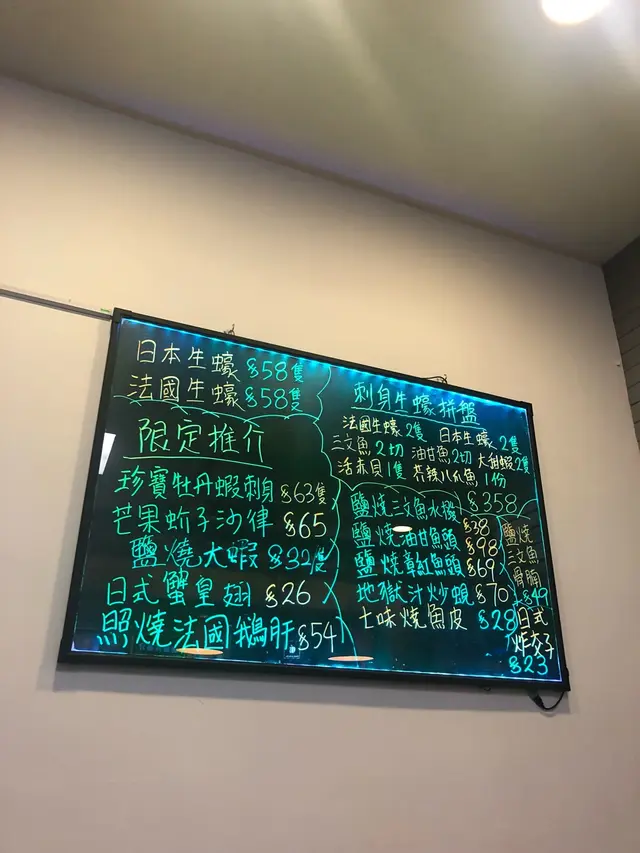 日本生蠔 $58隻
法國生蠔 $58隻
限定推介
珍寶牡丹蝦刺身 $63隻
芒果蚧子沙律 $65
鹽燒大蝦 $32隻
日式蟹皇翅 $26
照燒法國鵝肝 $54
刺身生蠔拼盤
法國生蠔2隻 日本生蠔2隻
三文魚2切 油甘魚2切 大甜蝦2隻
活赤貝1隻 芥辣八爪魚1份
$358
鹽燒三文魚水撥 $38
鹽燒油甘魚頭 $98
鹽燒章紅魚頭 $69
地獄汁炒蜆 $70
七味燒魚皮 $28
鹽燒
三文魚
骨腩
$49
日式
炸交子
$23